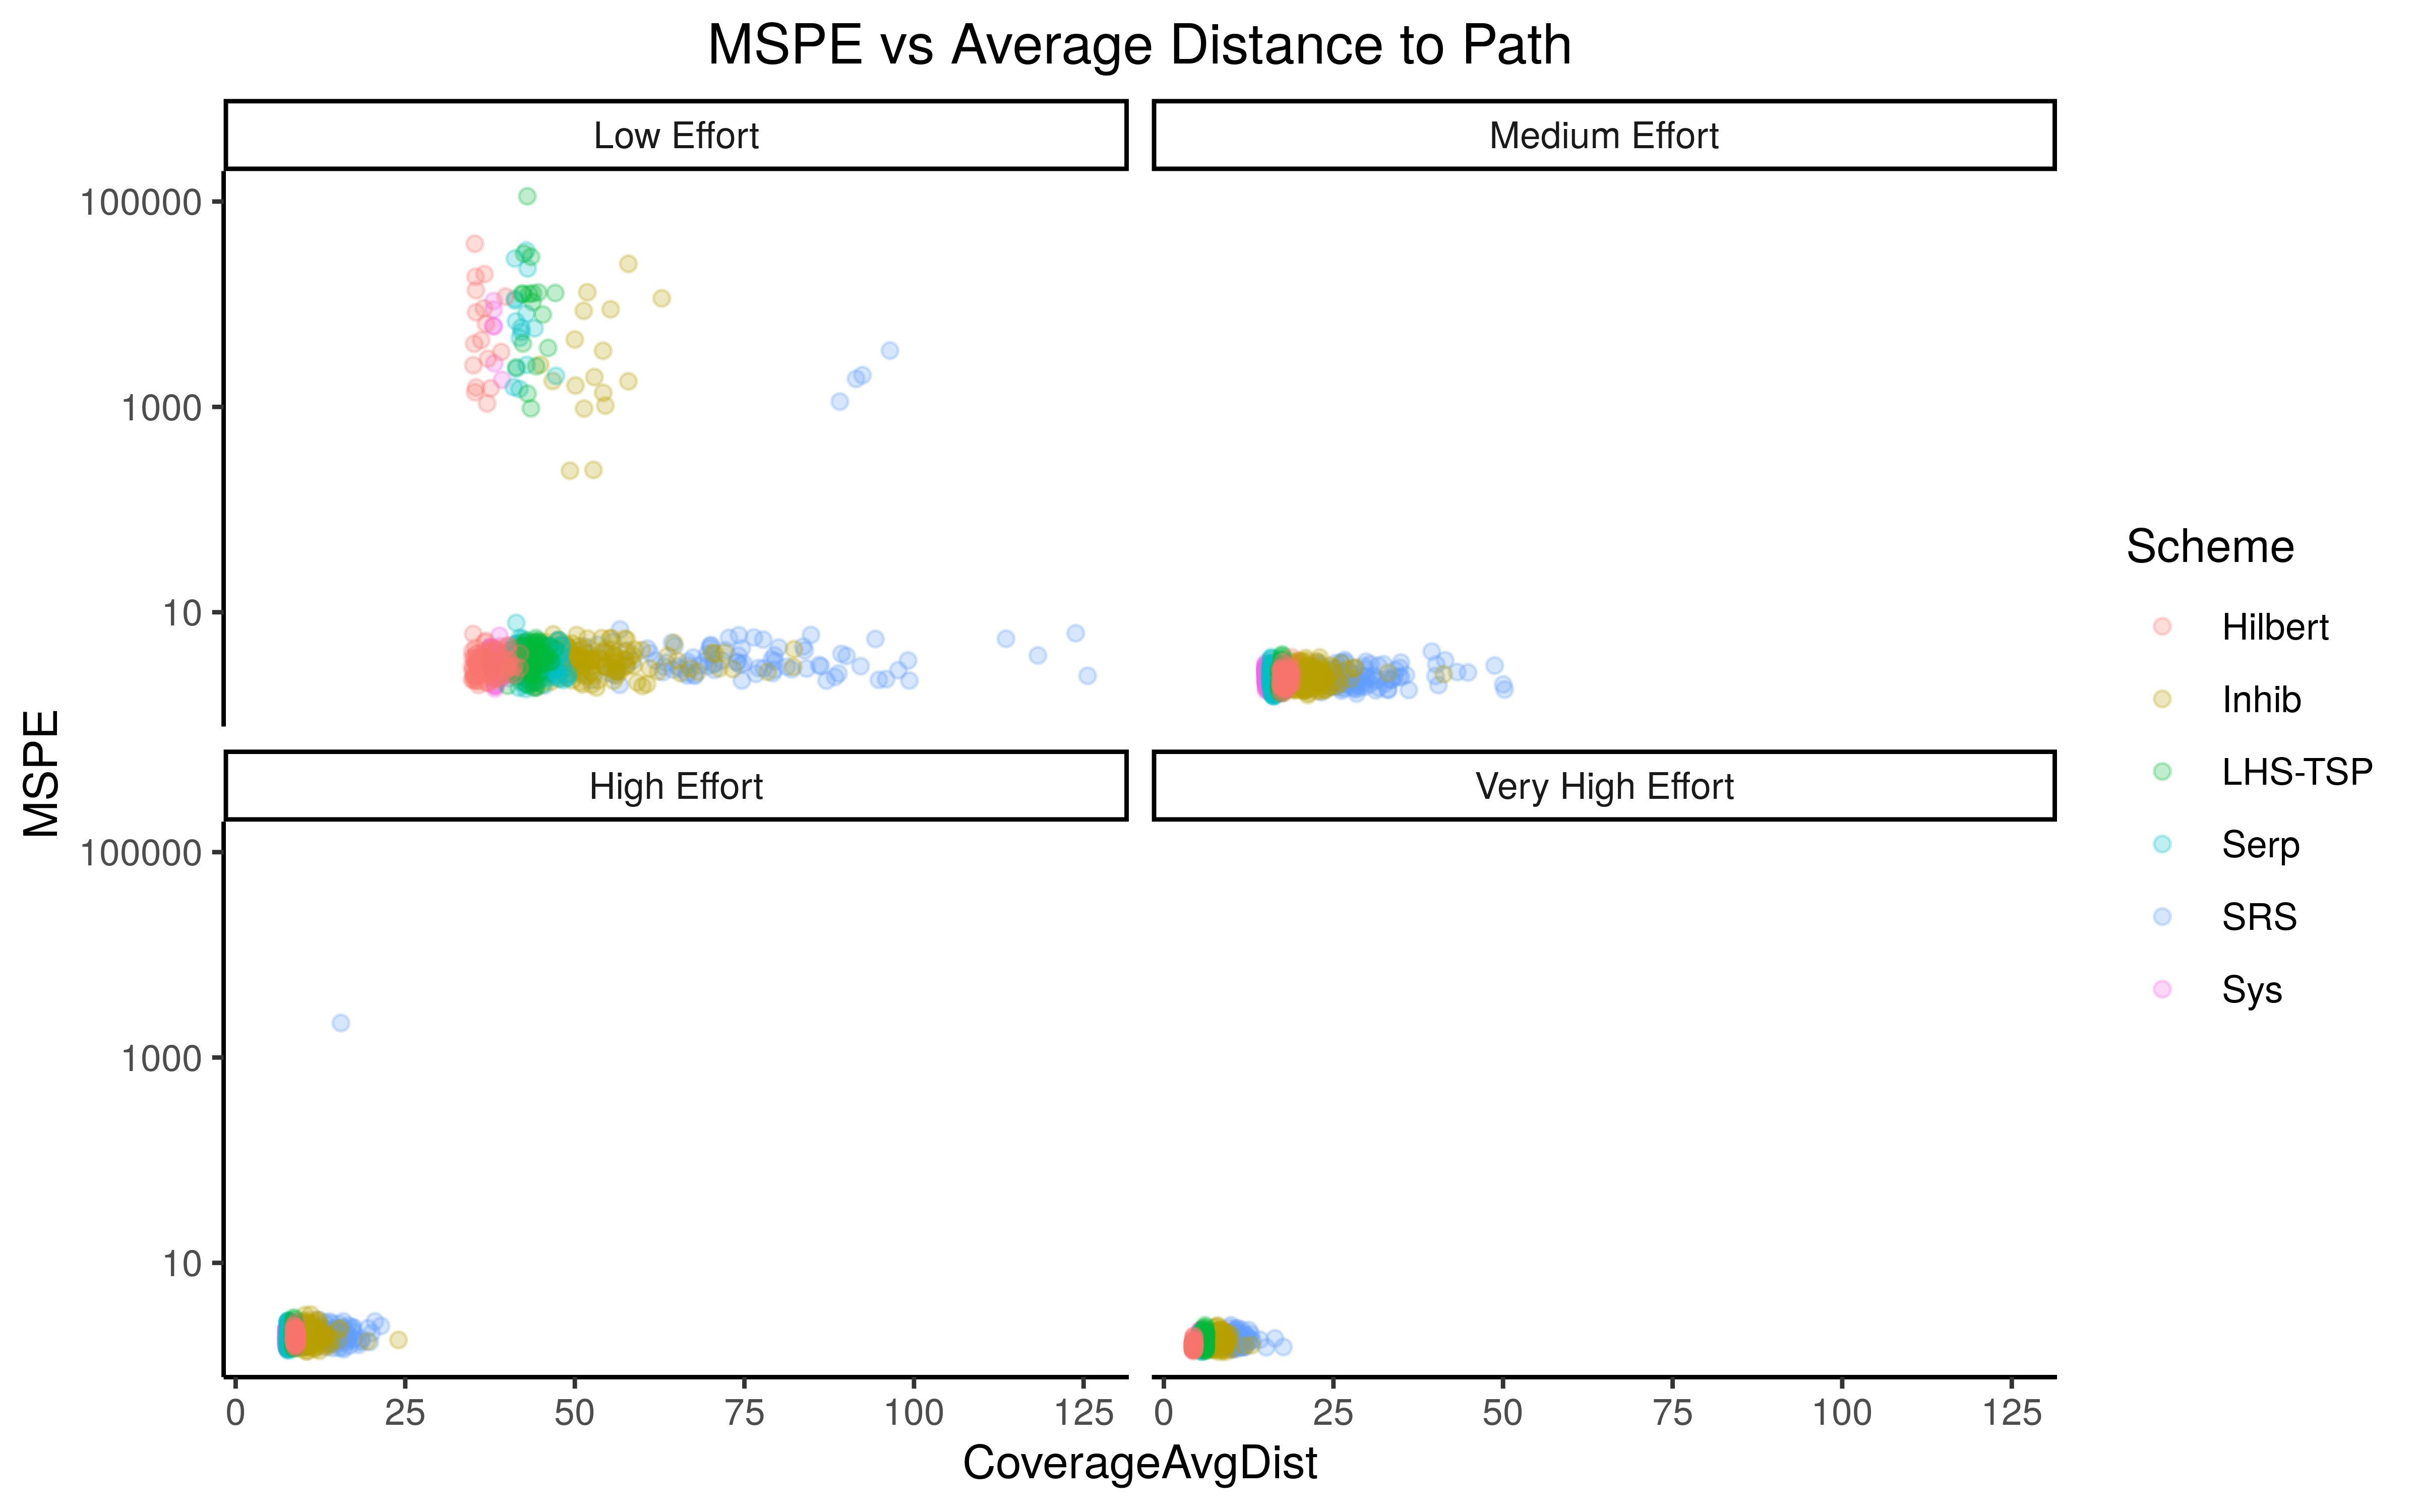 MSPE vs Average Distance to Path
Low Effort
Medium Effort
100000
1000
10
High Effort
Very High Effort
100000
1000
10
0 25 50 75 100 125
0 25 50 75 100 125
CoverageAvgDist
MSPE
Scheme
Hilbert
Inhib
LHS-TSP
Serp
SRS
Sys